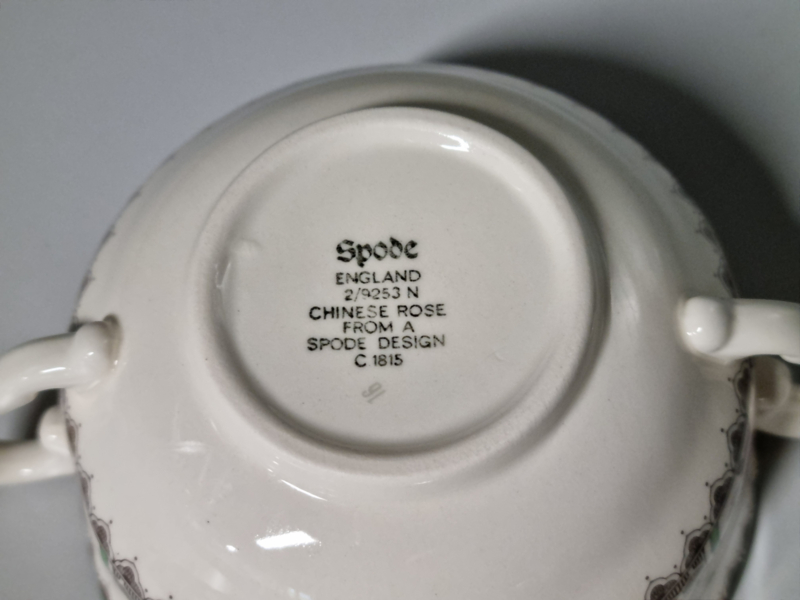 Spode
ENGLAND
2/9253 N
CHINESE ROSE
FROM A
SPODE DESIGN
C 1815